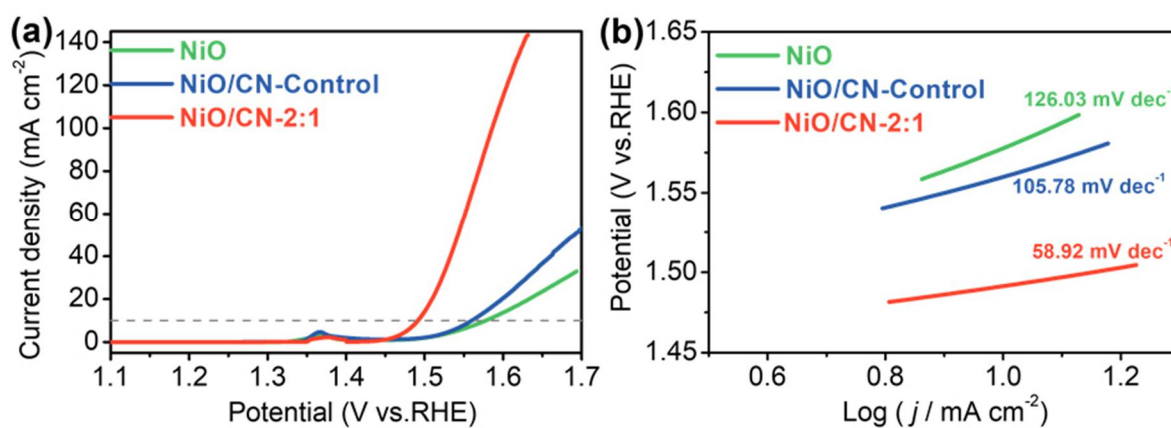 (a)
NiO
NiO/CN-Control
NiO/CN-2:1
140
120
100
80
60
40
20
0
1.1 1.2 1.3 1.4 1.5 1.6 1.7
Current density (mA cm⁻²)
Potential (V vs.RHE)
(b)
NiO
NiO/CN-Control
NiO/CN-2:1
126.03 mV dec⁻¹
105.78 mV dec⁻¹
58.92 mV dec⁻¹
1.65
1.60
1.55
1.50
1.45
0.6 0.8 1.0 1.2
Potential (V vs.RHE)
Log ( j / mA cm⁻²)